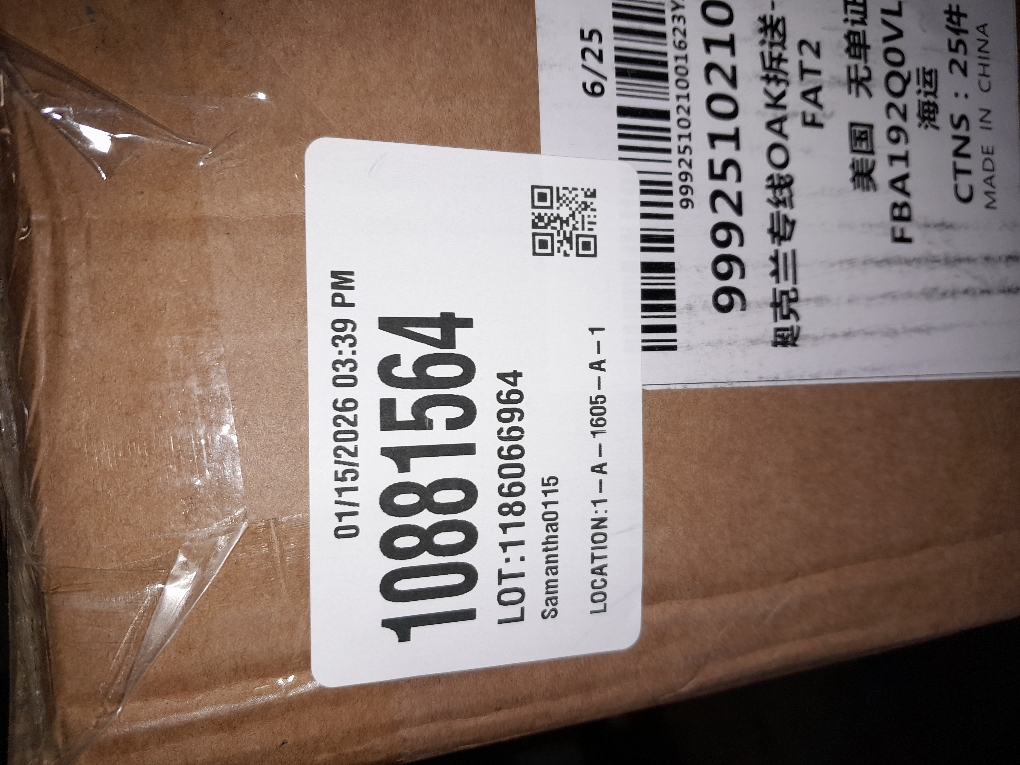 01/15/2026 03:39 PM
10881564
LOT:1186066964
Samantha0115
LOCATION:1-A-1605-A-1
6/25
9992510210
奥克兰专线OAK拆送
FAT2
美国 无单证
FBA192Q0VL
海运
CTNS : 25件
MADE IN CHINA